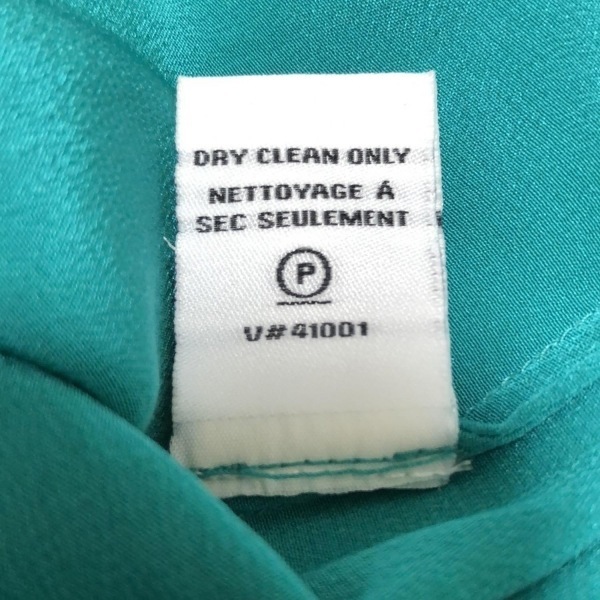 DRY CLEAN ONLY
NETTOYAGE Á
SEC SEULEMENT
P
V# 41001